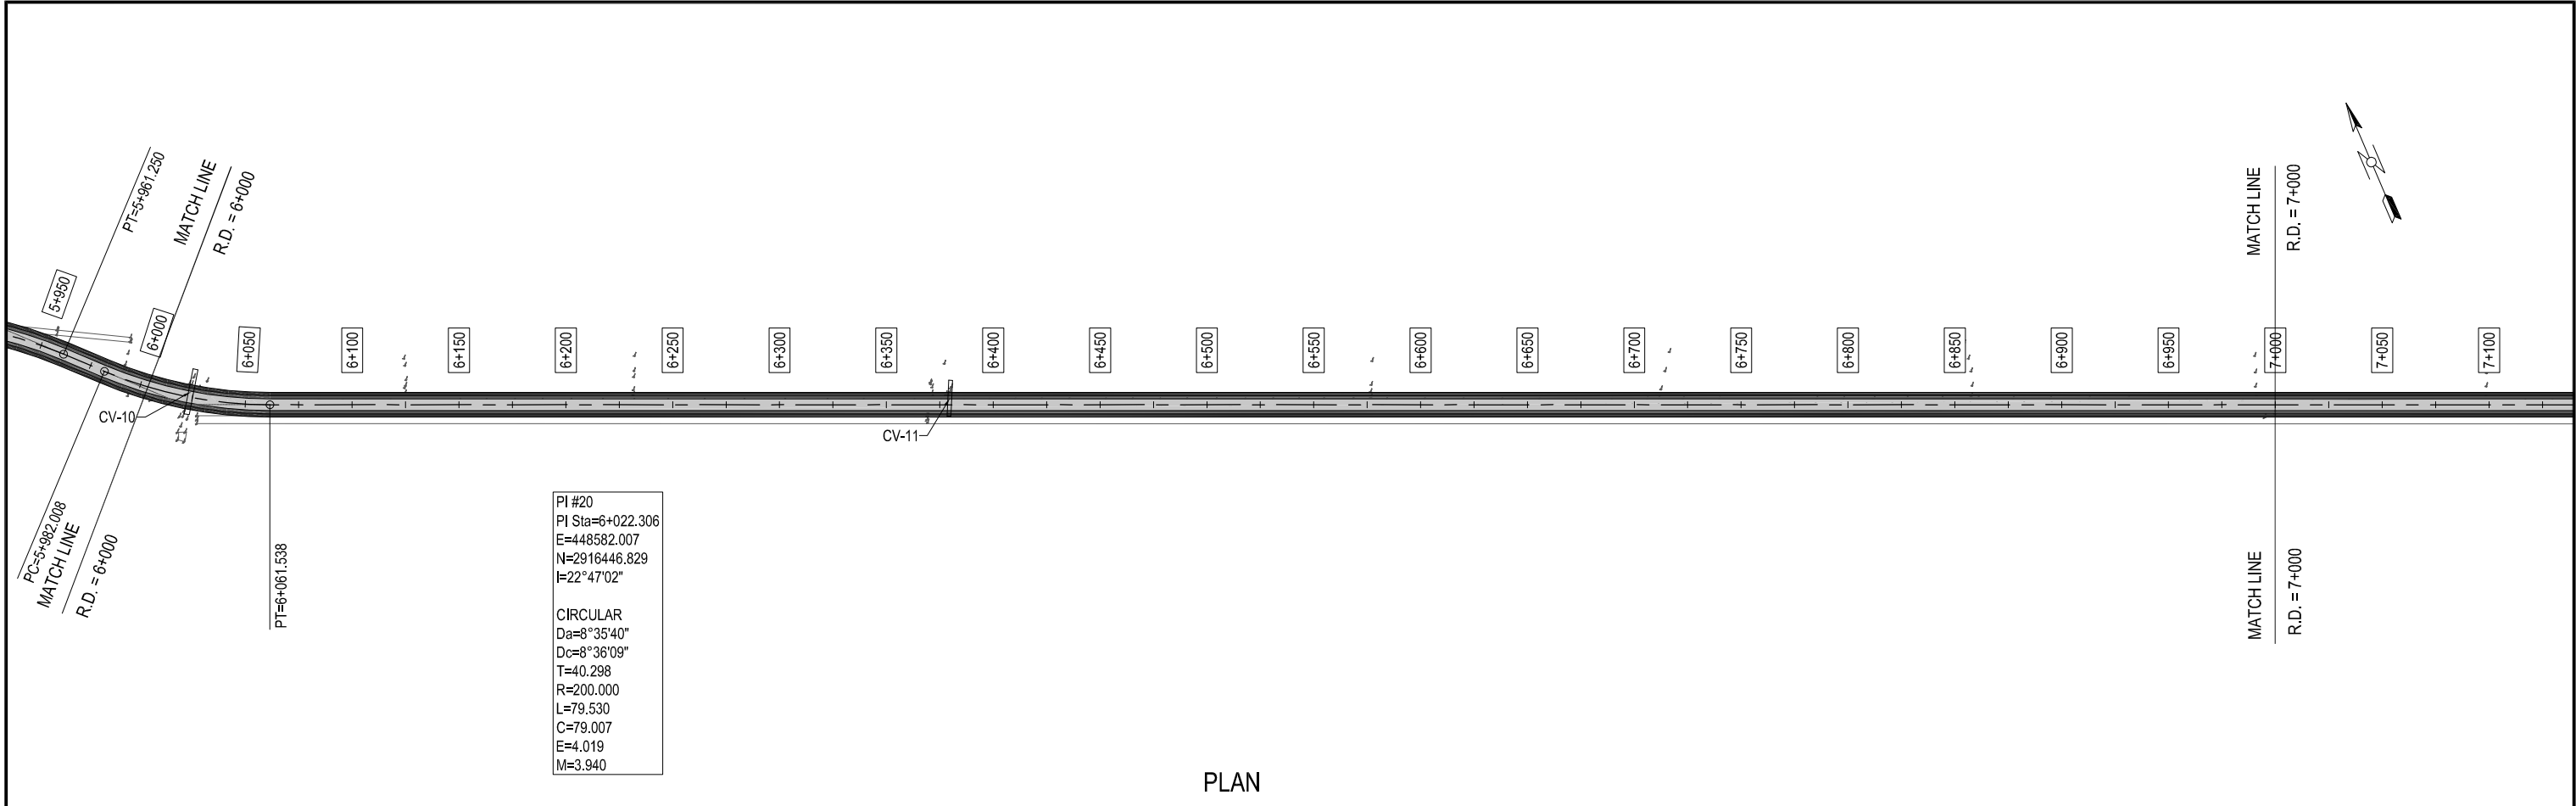 PT=5+961.250
MATCH LINE
R.D. = 6+000
MATCH LINE
R.D. = 7+000
5+950
6+000
6+050
6+100
6+150
6+200
6+250
6+300
6+350
6+400
6+450
6+500
6+550
6+600
6+650
6+700
6+750
6+800
6+850
6+900
6+950
7+000
7+050
7+100
CV-10
CV-11
PC=5+982.008
MATCH LINE
R.D. = 6+000
PT=6+061.538
PI #20
PI Sta=6+022.306
E=448582.007
N=2916446.829
I=22°47'02"
CIRCULAR
Da=8°35'40"
Dc=8°36'09"
T=40.298
R=200.000
L=79.530
C=79.007
E=4.019
M=3.940
MATCH LINE
R.D. = 7+000
PLAN